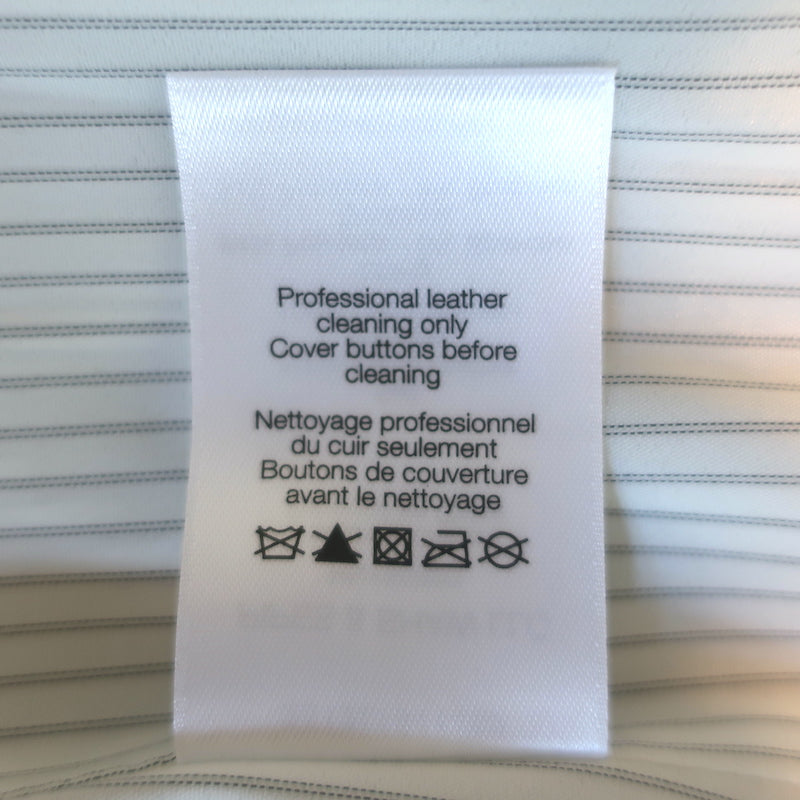 Professional leather
cleaning only
Cover buttons before
cleaning
Nettoyage professionnel
du cuir seulement
Boutons de couverture
avant le nettoyage